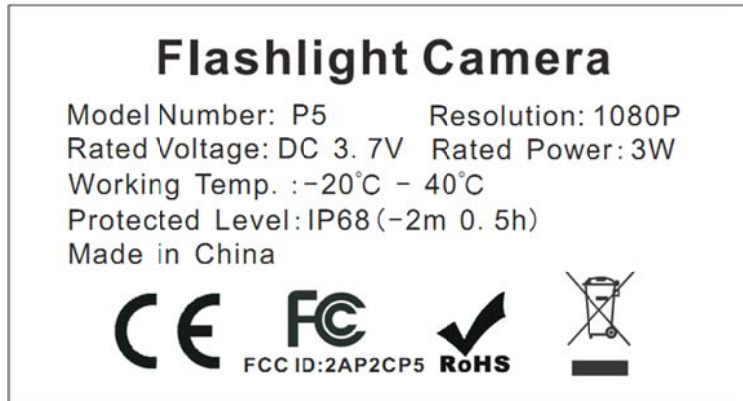 Flashlight Camera
Model Number: P5 Resolution: 1080P
Rated Voltage: DC 3. 7V Rated Power: 3W
Working Temp. :-20℃ - 40℃
Protected Level: IP68 (-2m 0. 5h)
Made in China
CE FC RoHS
FCC ID:2AP2CP5